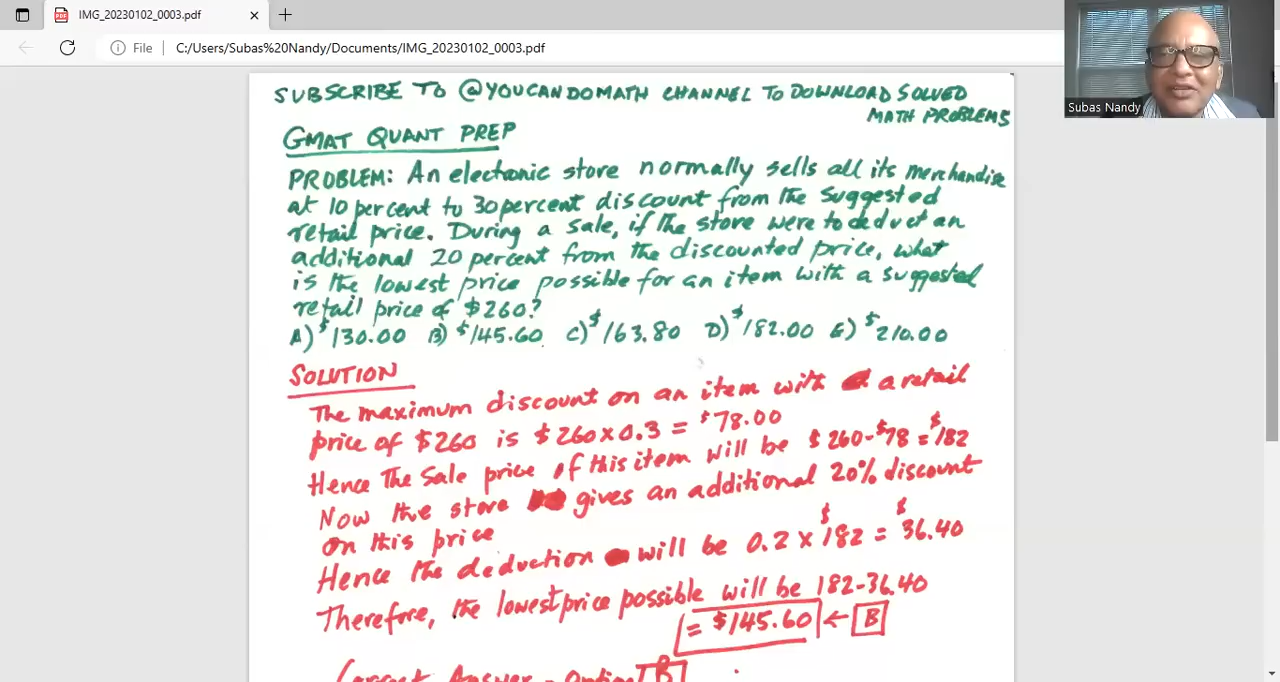 IMG_20230102_0003.pdf
File
C:/Users/Subas%20Nandy/Documents/IMG_20230102_0003.pdf
Subas Nandy
SUBSCRIBE TO @YOUCANDOMATH CHANNEL TO DOWNLOAD SOLVED
MATH PROBLEMS
GMAT QUANT PREP
PROBLEM: An electronic store normally sells all its merchandise
at 10 percent to 30 percent discount from the suggested
retail price. During a sale, if the store were to deduct an
additional 20 percent from the discounted price, what
is the lowest price possible for an item with a suggested
retail price of $260?
A) $130.00 B) $145.60 C) $163.80 D) $182.00 E) $210.00
SOLUTION
The maximum discount on an item with a retail
price of $260 is $260 x 0.3 = $78.00
Hence The Sale price of this item will be $260-$78 = $182
Now the store gives an additional 20% discount
on this price
Hence the deduction will be 0.2 x $182 = $36.40
Therefore, the lowest price possible will be 182-36.40
= $145.60 ← B
Correct Answer = Option B